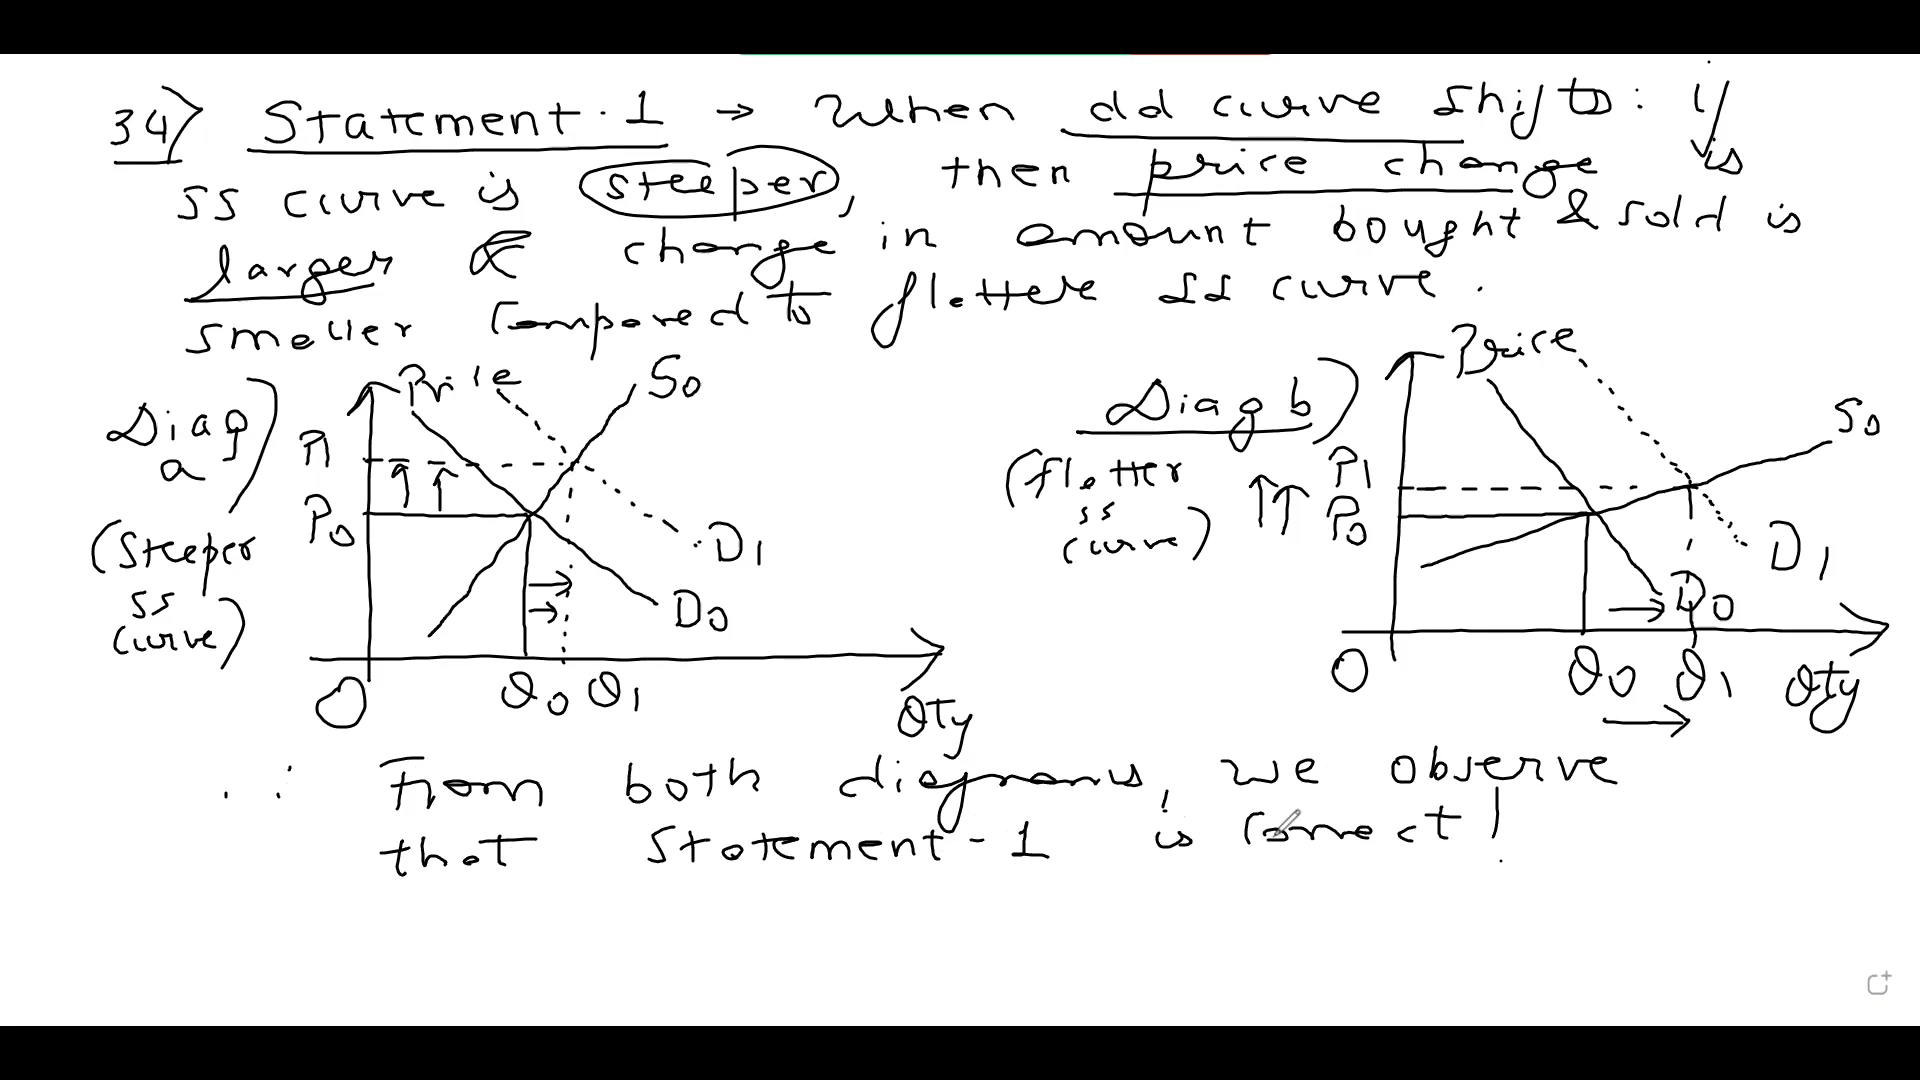 34) Statement.1 → When dd curve shifts: if
ss curve is steeper, then price change is
larger & change in amount bought & sold is
smaller compared to flatter ss curve.
Diag a)
(Steeper
ss
curve)
Price
S0
P1
P0
D1
D0
O
Q0 Q1
Qty
Diag b)
(flatter
ss
curve)
Price
S0
P1
P0
D1
D0
O
Q0 Q1 Qty
∴ From both diagrams, we observe
that Statement-1 is correct!